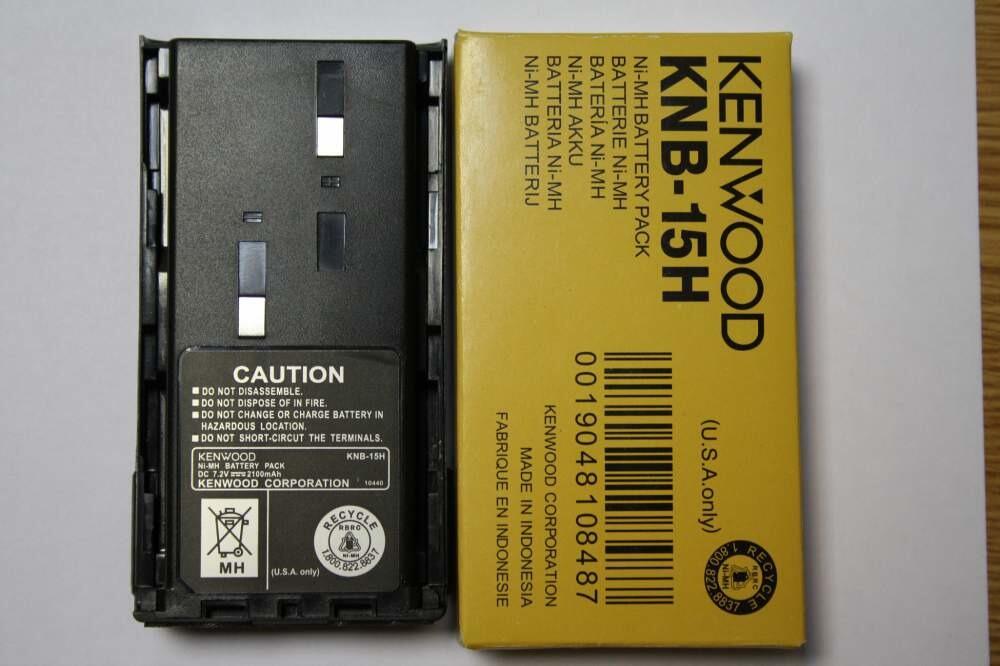 CAUTION
DO NOT DISASSEMBLE.
DO NOT DISPOSE OF IN FIRE.
DO NOT CHANGE OR CHARGE BATTERY IN
HAZARDOUS LOCATION.
DO NOT SHORT-CIRCUT THE TERMINALS.
KENWOOD KNB-15H
Ni-MH BATTERY PACK
DC 7.2V 2100mAh
KENWOOD CORPORATION 10440
MH
(U.S.A. only)
RECYCLE
RBRC
Ni-MH
1.800.822.8837
KENWOOD
KNB-15H
Ni-MH BATTERY PACK
BATTERIE Ni-MH
BATERÍA Ni-MH
Ni-MH AKKU
BATTERIA Ni-MH
Ni-MH BATTERIJ
(U.S.A.only)
0019048108487
KENWOOD CORPORATION
MADE IN INDONESIA
FABRIQUE EN INDONESIE
RECYCLE
RBRC
Ni-MH
1.800.822.8837